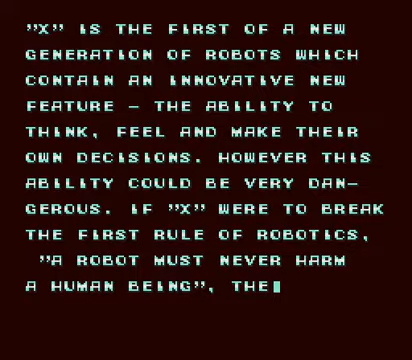 "X" IS THE FIRST OF A NEW
GENERATION OF ROBOTS WHICH
CONTAIN AN INNOVATIVE NEW
FEATURE – THE ABILITY TO
THINK, FEEL AND MAKE THEIR
OWN DECISIONS. HOWEVER THIS
ABILITY COULD BE VERY DAN–
GEROUS. IF "X" WERE TO BREAK
THE FIRST RULE OF ROBOTICS,
"A ROBOT MUST NEVER HARM
A HUMAN BEING", THE